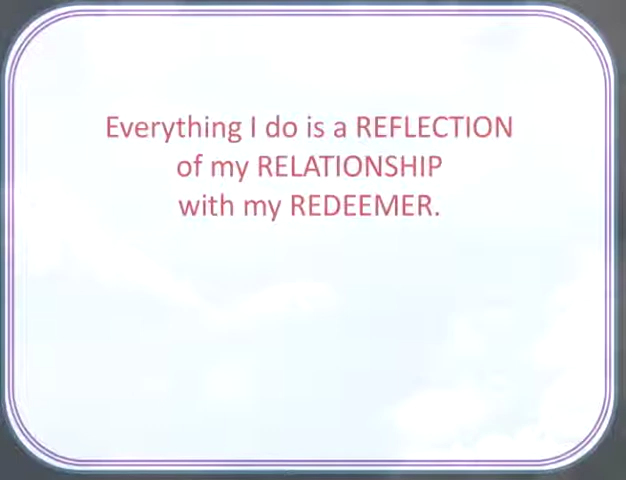 Everything I do is a REFLECTION
of my RELATIONSHIP
with my REDEEMER.